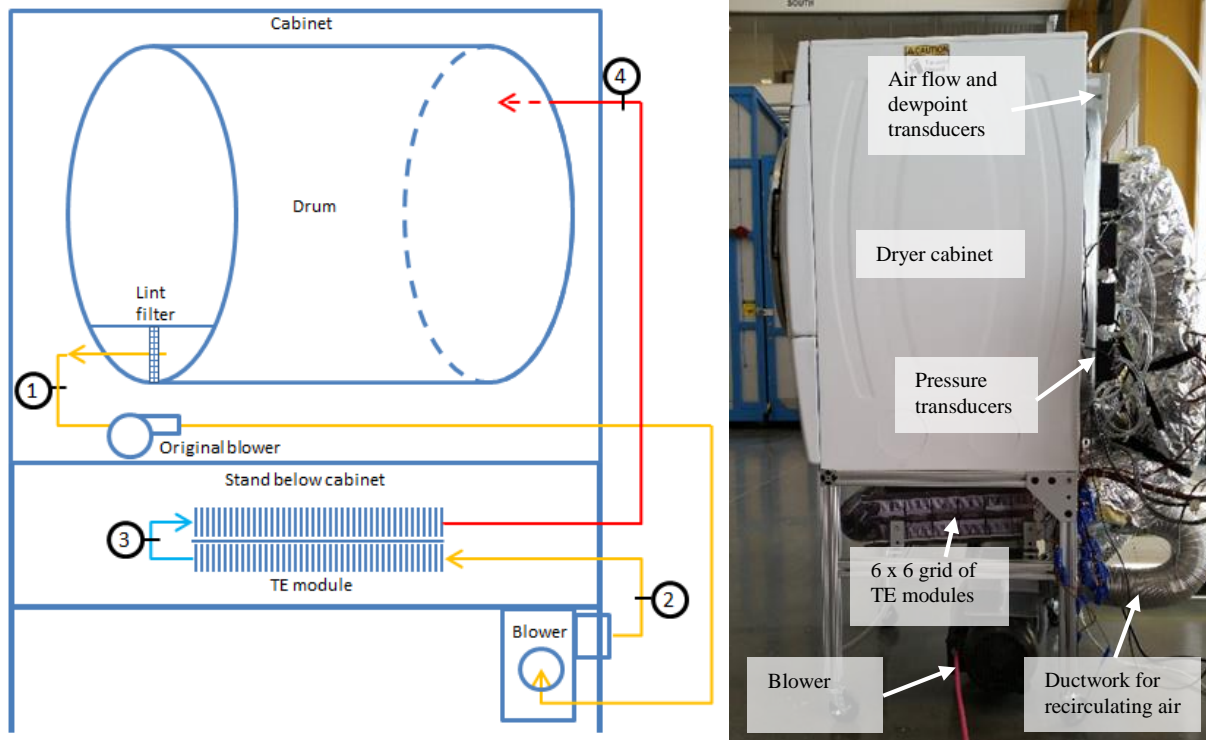 Cabinet
4
Drum
Lint
filter
1
Original blower
Stand below cabinet
3
TE module
2
Blower
SOUTH
CAUTION
Air flow and
dewpoint
transducers
Dryer cabinet
Pressure
transducers
6 x 6 grid of
TE modules
Blower
Ductwork for
recirculating air